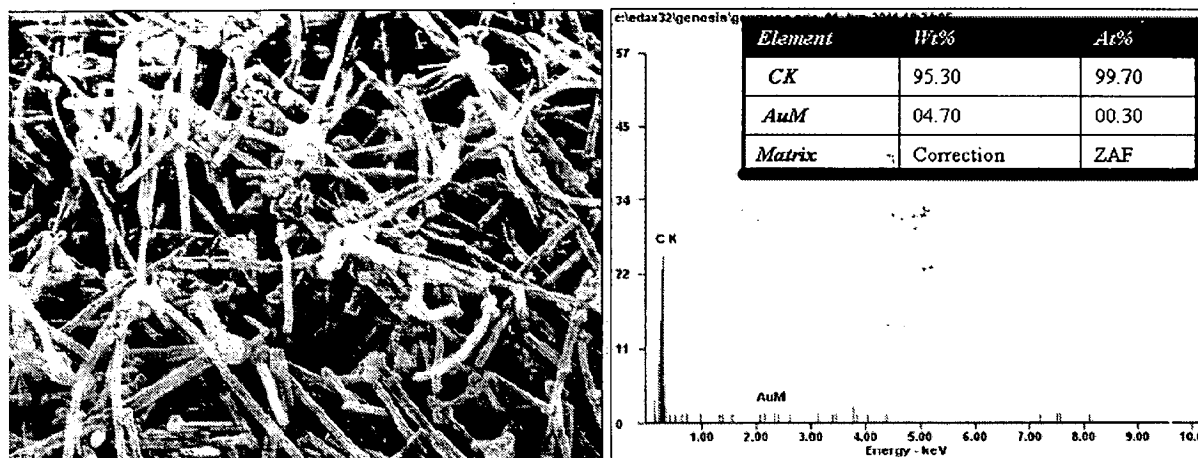 Element Wt% At%
CK 95.30 99.70
AuM 04.70 00.30
Matrix Correction ZAF
57
45
34
C K
22
11
AuM
0
1.00 2.00 3.00 4.00 5.00 6.00 7.00 8.00 9.00 10.0
Energy - keV